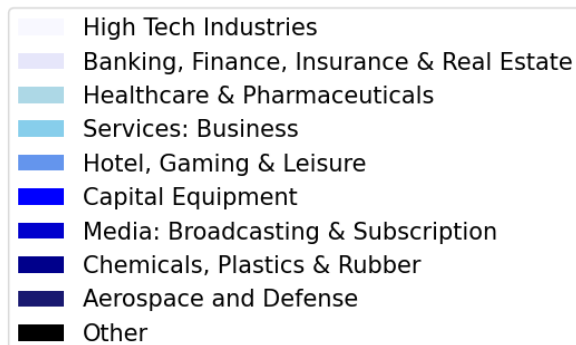 High Tech Industries
Banking, Finance, Insurance & Real Estate
Healthcare & Pharmaceuticals
Services: Business
Hotel, Gaming & Leisure
Capital Equipment
Media: Broadcasting & Subscription
Chemicals, Plastics & Rubber
Aerospace and Defense
Other